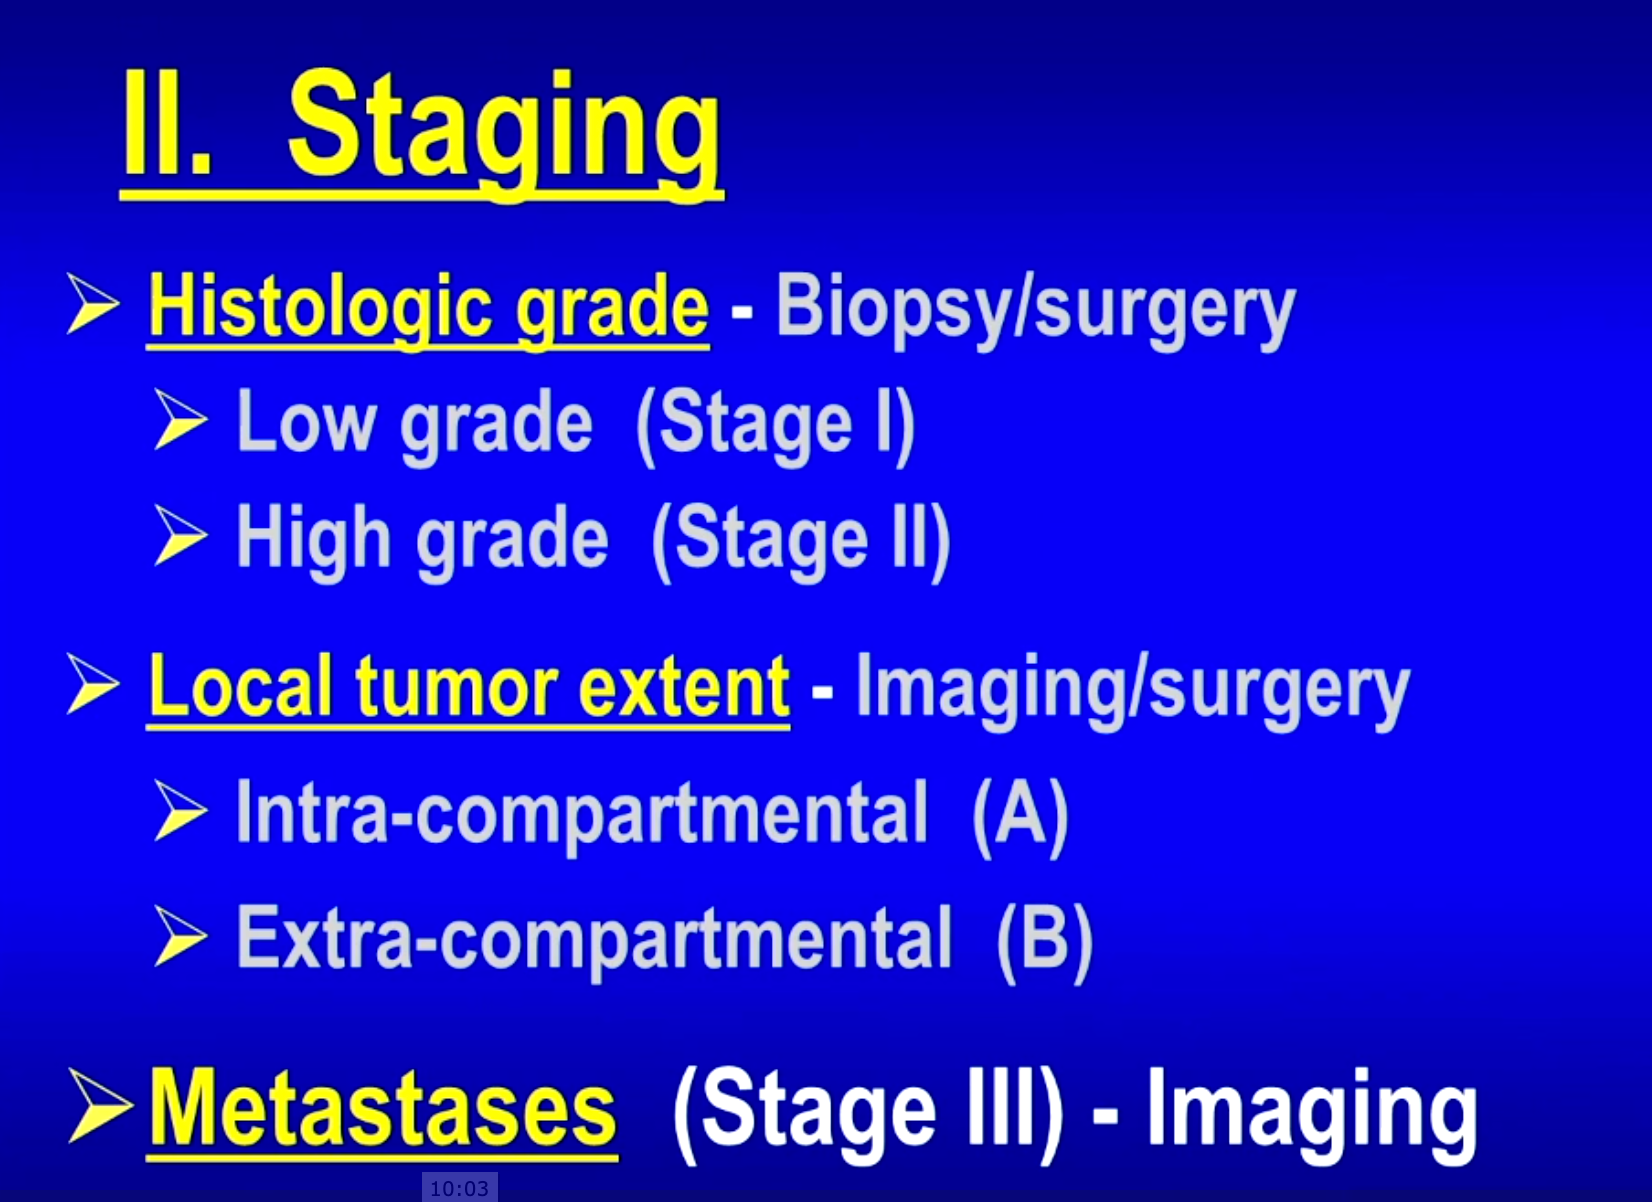 II. Staging
Histologic grade - Biopsy/surgery
Low grade (Stage I)
High grade (Stage II)
Local tumor extent - Imaging/surgery
Intra-compartmental (A)
Extra-compartmental (B)
Metastases (Stage III) - Imaging
10:03